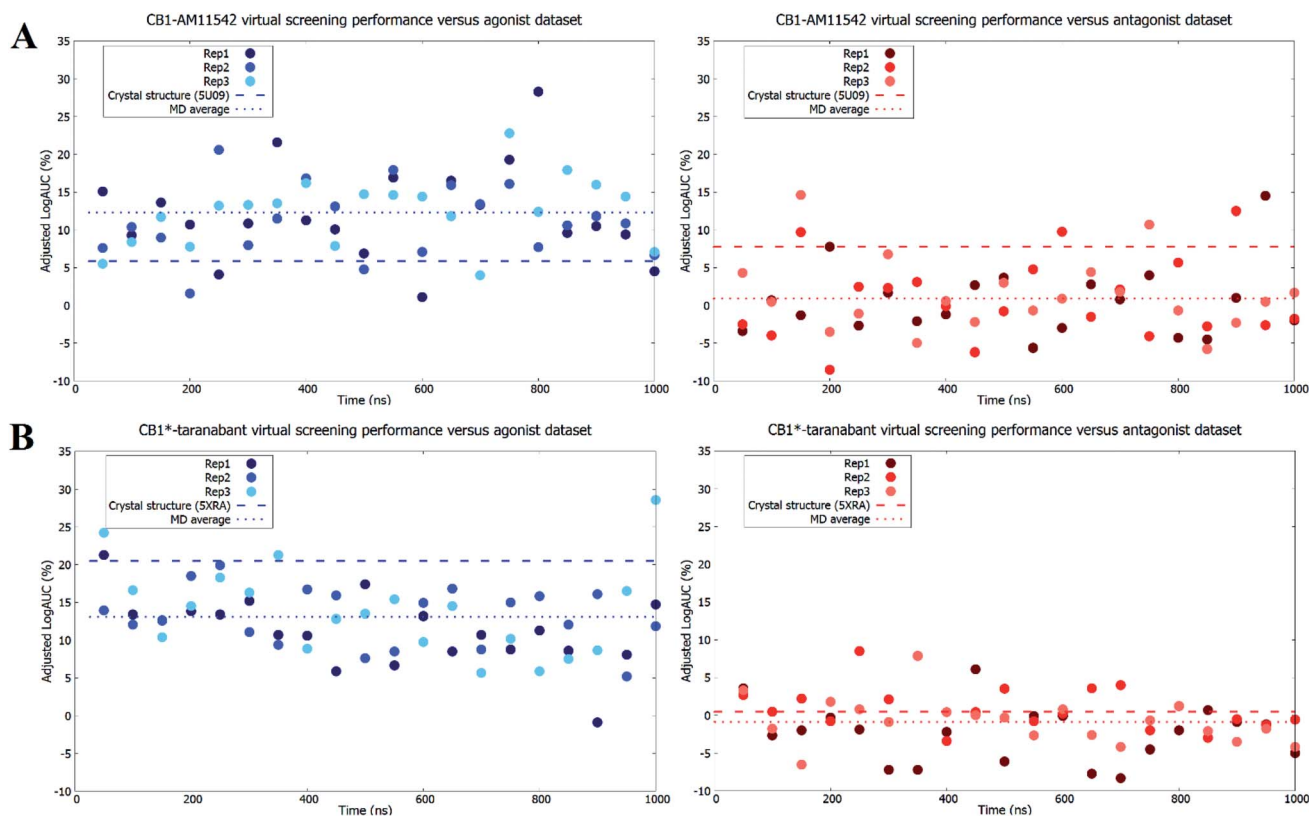 A
CB1-AM11542 virtual screening performance versus agonist dataset
35
30
25
20
15
10
5
0
-5
-10
Adjusted LogAUC (%)
Rep1
Rep2
Rep3
Crystal structure (5U09)
MD average
200
400
600
800
1000
Time (ns)
CB1-AM11542 virtual screening performance versus antagonist dataset
35
30
25
20
15
10
5
0
-5
-10
Adjusted LogAUC (%)
Rep1
Rep2
Rep3
Crystal structure (5U09)
MD average
200
400
600
800
1000
Time (ns)
B
CB1*-taranabant virtual screening performance versus agonist dataset
35
30
25
20
15
10
5
0
-5
-10
Adjusted LogAUC (%)
Rep1
Rep2
Rep3
Crystal structure (5XRA)
MD average
200
400
600
800
1000
Time (ns)
CB1*-taranabant virtual screening performance versus antagonist dataset
35
30
25
20
15
10
5
0
-5
-10
Adjusted LogAUC (%)
Rep1
Rep2
Rep3
Crystal structure (5XRA)
MD average
200
400
600
800
1000
Time (ns)